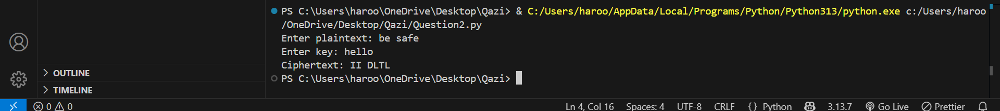 PS C:\Users\haroo\OneDrive\Desktop\Qazi> & C:/Users/haroo/AppData/Local/Programs/Python/Python313/python.exe c:/Users/haroo
/OneDrive/Desktop/Qazi/Question2.py
Enter plaintext: be safe
Enter key: hello
Ciphertext: II DLTL
PS C:\Users\haroo\OneDrive\Desktop\Qazi>
OUTLINE
TIMELINE
0 0 Ln 4, Col 16 Spaces: 4 UTF-8 CRLF {} Python 3.13.7 Go Live Prettier